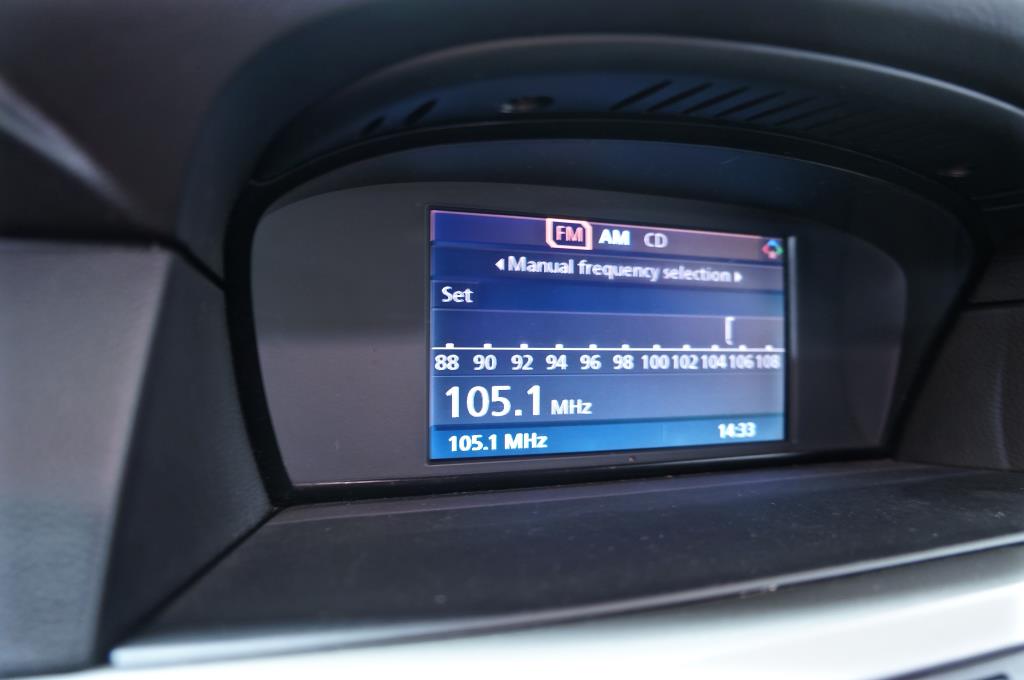 FM AM CD
Manual frequency selection
Set
88 90 92 94 96 98 100 102 104 106 108
105.1 MHz
105.1 MHz 14:33